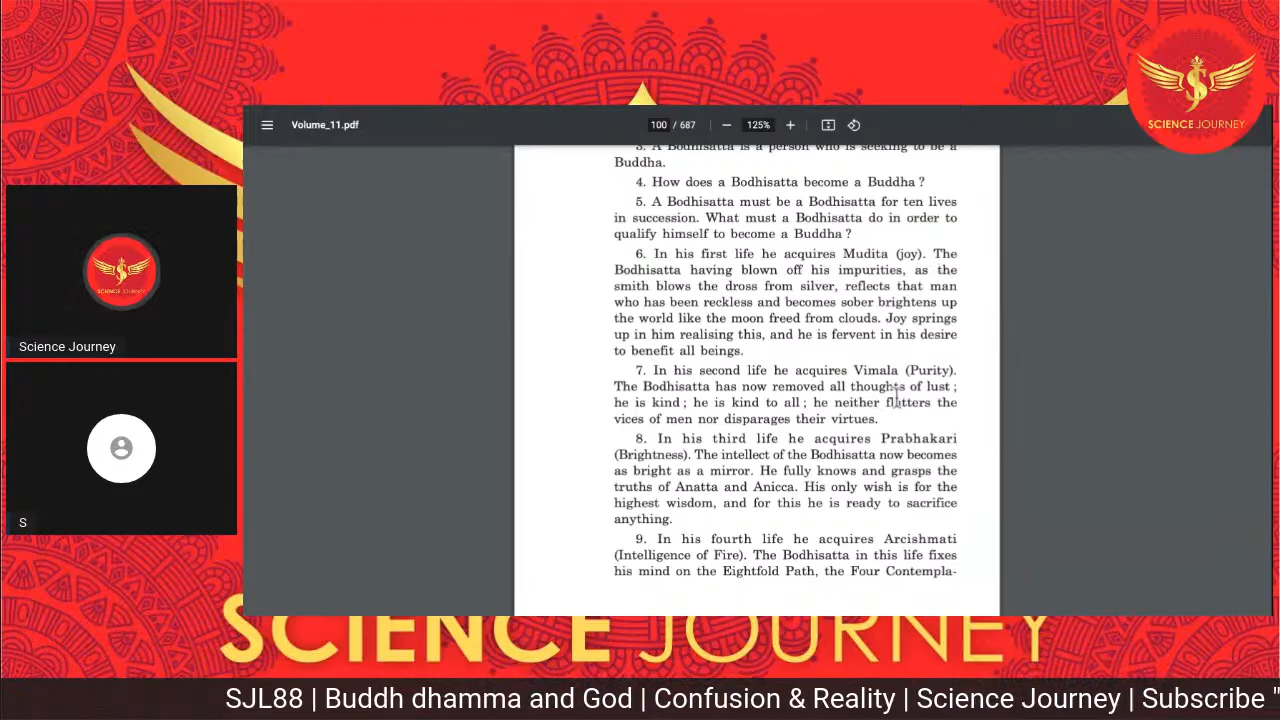 SCIENCE JOURNEY
Volume_11.pdf
100 / 687
125%
3. A Bodhisatta is a person who is seeking to be a
Buddha.
4. How does a Bodhisatta become a Buddha ?
5. A Bodhisatta must be a Bodhisatta for ten lives
in succession. What must a Bodhisatta do in order to
qualify himself to become a Buddha ?
6. In his first life he acquires Mudita (joy). The
Bodhisatta having blown off his impurities, as the
smith blows the dross from silver, reflects that man
who has been reckless and becomes sober brightens up
the world like the moon freed from clouds. Joy springs
up in him realising this, and he is fervent in his desire
to benefit all beings.
7. In his second life he acquires Vimala (Purity).
The Bodhisatta has now removed all thoughts of lust ;
he is kind ; he is kind to all ; he neither flatters the
vices of men nor disparages their virtues.
8. In his third life he acquires Prabhakari
(Brightness). The intellect of the Bodhisatta now becomes
as bright as a mirror. He fully knows and grasps the
truths of Anatta and Anicca. His only wish is for the
highest wisdom, and for this he is ready to sacrifice
anything.
9. In his fourth life he acquires Arcishmati
(Intelligence of Fire). The Bodhisatta in this life fixes
his mind on the Eightfold Path, the Four Contempla-
SCIENCE JOURNEY
Science Journey
S
SCIENCE JOURNEY
SJL88 | Buddh dhamma and God | Confusion & Reality | Science Journey | Subscribe "